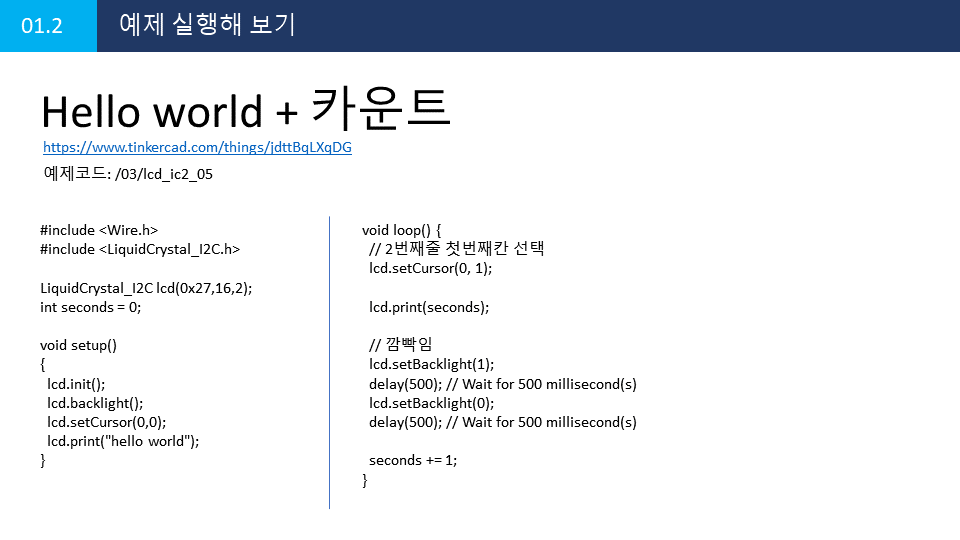 01.2
예제 실행해 보기
Hello world + 카운트
https://www.tinkercad.com/things/jdttBqLXqDG
예제코드: /03/lcd_ic2_05
#include <Wire.h>
#include <LiquidCrystal_I2C.h>
LiquidCrystal_I2C lcd(0x27,16,2);
int seconds = 0;
void setup()
{
lcd.init();
lcd.backlight();
lcd.setCursor(0,0);
lcd.print("hello world");
}
void loop() {
// 2번째줄 첫번째칸 선택
lcd.setCursor(0, 1);
lcd.print(seconds);
// 깜빡임
lcd.setBacklight(1);
delay(500); // Wait for 500 millisecond(s)
lcd.setBacklight(0);
delay(500); // Wait for 500 millisecond(s)
seconds += 1;
}